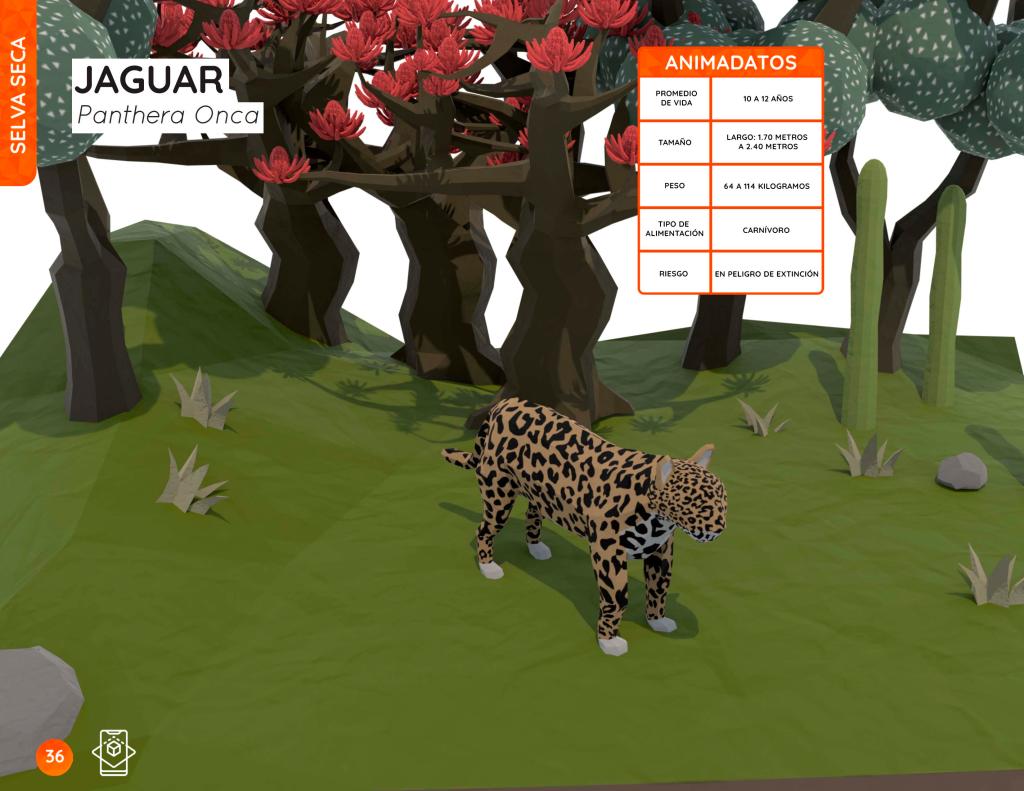 SELVA SECA
JAGUAR
Panthera Onca
ANIMADATOS
PROMEDIO
DE VIDA
10 A 12 AÑOS
TAMAÑO
LARGO: 1.70 METROS
A 2.40 METROS
PESO
64 A 114 KILOGRAMOS
TIPO DE
ALIMENTACIÓN
CARNÍVORO
RIESGO
EN PELIGRO DE EXTINCIÓN
36